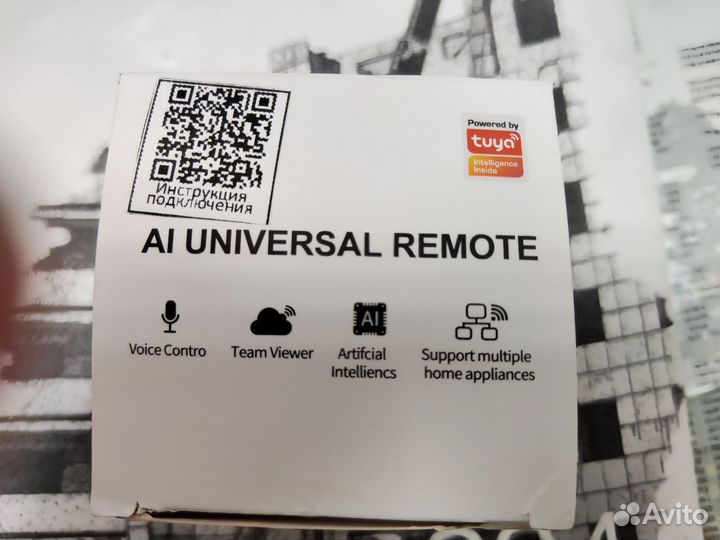 Инструкция
подключения
Powered by
tuya
Intelligence
Inside
AI UNIVERSAL REMOTE
Voice Contro
Team Viewer
AI
Artifcial
Intelliencs
Support multiple
home appliances
Avito